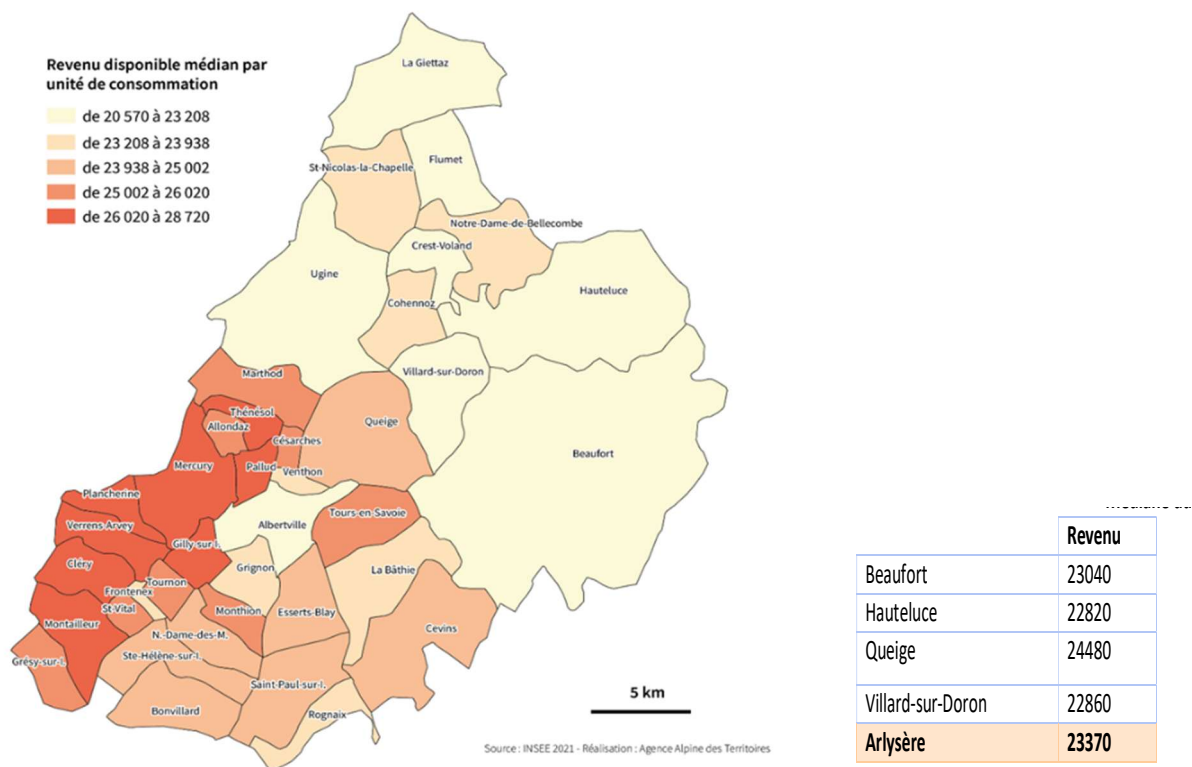 Revenu disponible médian par
unité de consommation
de 20 570 à 23 208
de 23 208 à 23 938
de 23 938 à 25 002
de 25 002 à 26 020
de 26 020 à 28 720
La Giettaz
Flumet
St-Nicolas-la-Chapelle
Notre-Dame-de-Bellecombe
Crest-Voland
Ugine
Hauteluce
Cohennoz
Villard-sur-Doron
Marthod
Thénésol
Allondaz
Queige
Césarches
Beaufort
Mercury
Pallud
Venthon
Plancherine
Tours-en-Savoie
Verrens-Arvey
Albertville
Gilly-sur-I.
Cléry
Grignon
La Bâthie
Tournon
Frontenex
St-Vital
Monthion
Esserts-Blay
Montailleur
Cevins
N.-Dame-des-M.
Ste-Hélène-sur-I.
Grésy-sur-I.
Saint-Paul-sur-I.
Bonvillard
Rognaix
5 km
Source : INSEE 2021 - Réalisation : Agence Alpine des Territoires
Revenu
Beaufort 23040
Hauteluce 22820
Queige 24480
Villard-sur-Doron 22860
Arlysère 23370